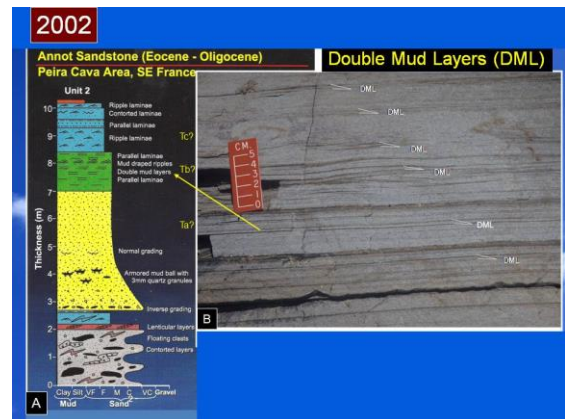 2002
Annot Sandstone (Eocene - Oligocene)
Peira Cava Area, SE France
Double Mud Layers (DML)
Unit 2
Thickness (m)
10
9
8
7
6
5
4
3
2
1
0
Ripple laminae
Contorted laminae
Parallel laminae
Ripple laminae
Parallel laminae
Mud draped ripples
Double mud layers
Parallel laminae
Normal grading
Armored mud ball with
3mm quartz granules
Inverse grading
Lenticular layers
Floating clasts
Contorted layers
Tc?
Tb?
Ta?
Clay Silt VF F M C VC Gravel
Mud Sand
A
CM
5
4
3
2
1
0
DML
DML
DML
DML
DML
DML
B